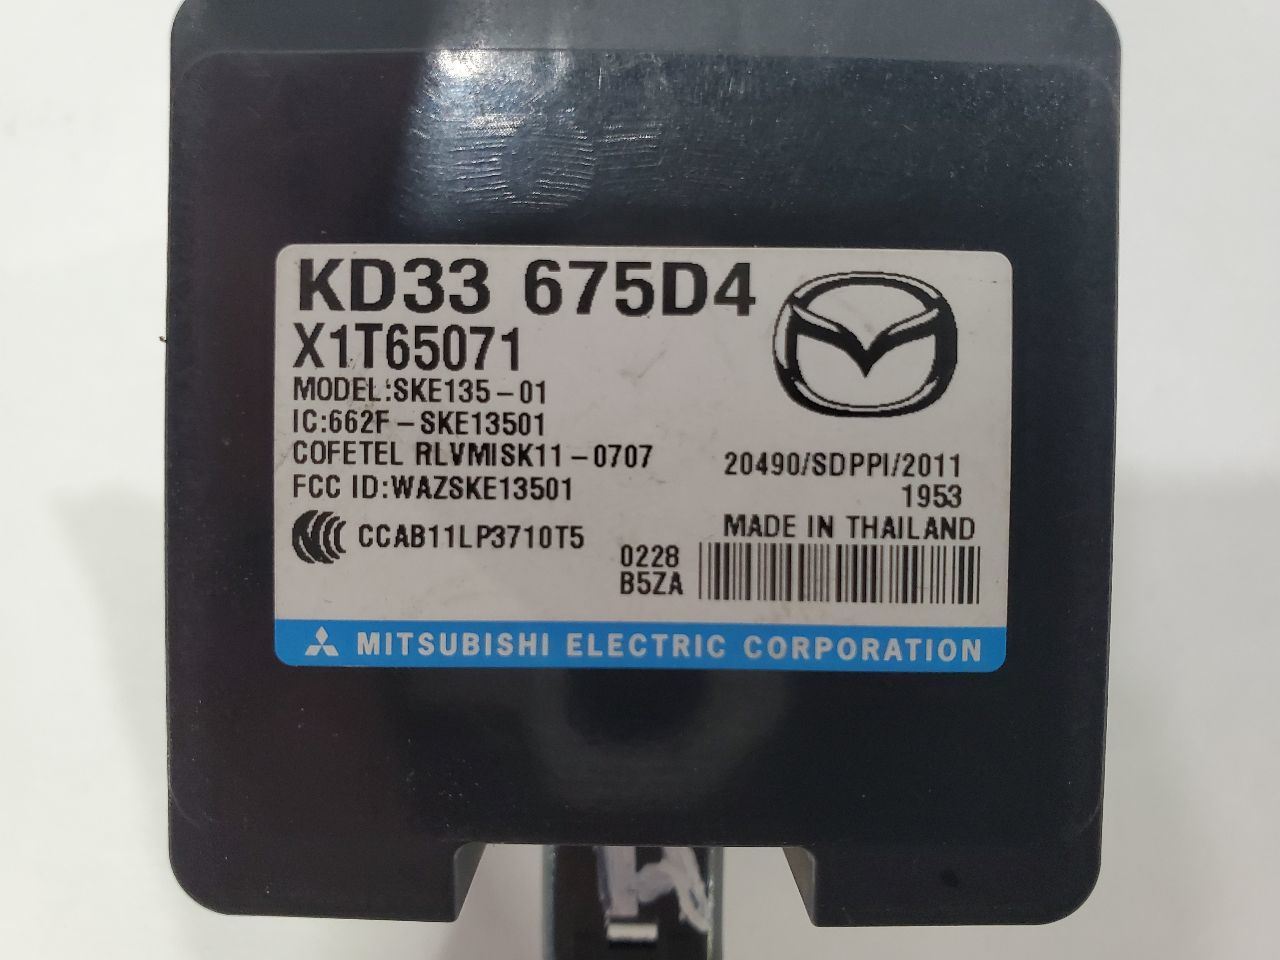 KD33 675D4
X1T65071
MODEL:SKE135-01
IC:662F-SKE13501
COFETEL RLVMISK11-0707
FCC ID:WAZSKE13501
CCAB11LP3710T5
20490/SDPPI/2011
1953
MADE IN THAILAND
0228
B5ZA
MITSUBISHI ELECTRIC CORPORATION